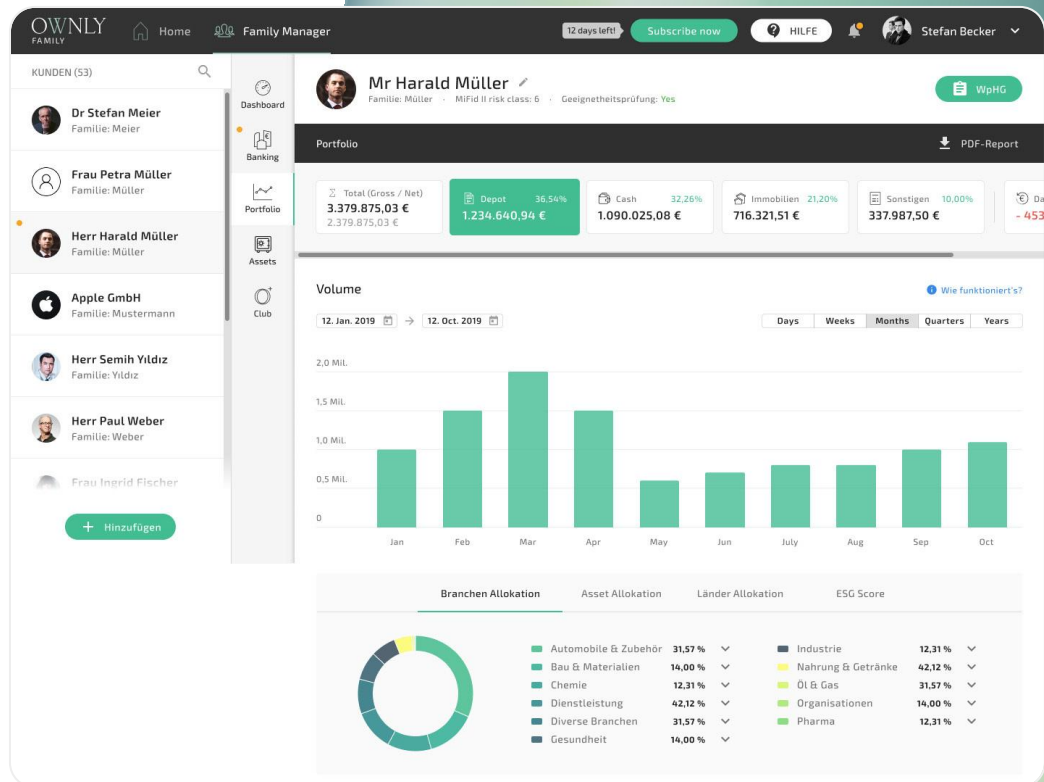 OWNLY
FAMILY
Home
Family Manager
12 days left!
Subscribe now
HILFE
Stefan Becker
KUNDEN (53)
Dr Stefan Meier
Familie: Meier
Frau Petra Müller
Familie: Müller
Herr Harald Müller
Familie: Müller
Apple GmbH
Familie: Mustermann
Herr Semih Yıldız
Familie: Yıldız
Herr Paul Weber
Familie: Weber
Frau Ingrid Fischer
+ Hinzufügen
Dashboard
Banking
Portfolio
Assets
Club
Mr Harald Müller
Familie: Müller · MiFid II risk class: 6 · Geeignetheitsprüfung: Yes
WpHG
Portfolio
PDF-Report
Σ Total (Gross / Net)
3.379.875,03 €
2.379.875,03 €
Depot 36,54%
1.234.640,94 €
Cash 32,26%
1.090.025,08 €
Immobilien 21,20%
716.321,51 €
Sonstigen 10,00%
337.987,50 €
- 453
Volume
Wie funktioniert's?
12. Jan. 2019 → 12. Oct. 2019
Days Weeks Months Quarters Years
2,0 Mil.
1,5 Mil.
1,0 Mil.
0,5 Mil.
0
Jan Feb Mar Apr May Jun July Aug Sep Oct
Branchen Allokation Asset Allokation Länder Allokation ESG Score
Automobile & Zubehör 31,57 %
Bau & Materialien 14,00 %
Chemie 12,31 %
Dienstleistung 42,12 %
Diverse Branchen 31,57 %
Gesundheit 14,00 %
Industrie 12,31 %
Nahrung & Getränke 42,12 %
Öl & Gas 31,57 %
Organisationen 14,00 %
Pharma 12,31 %